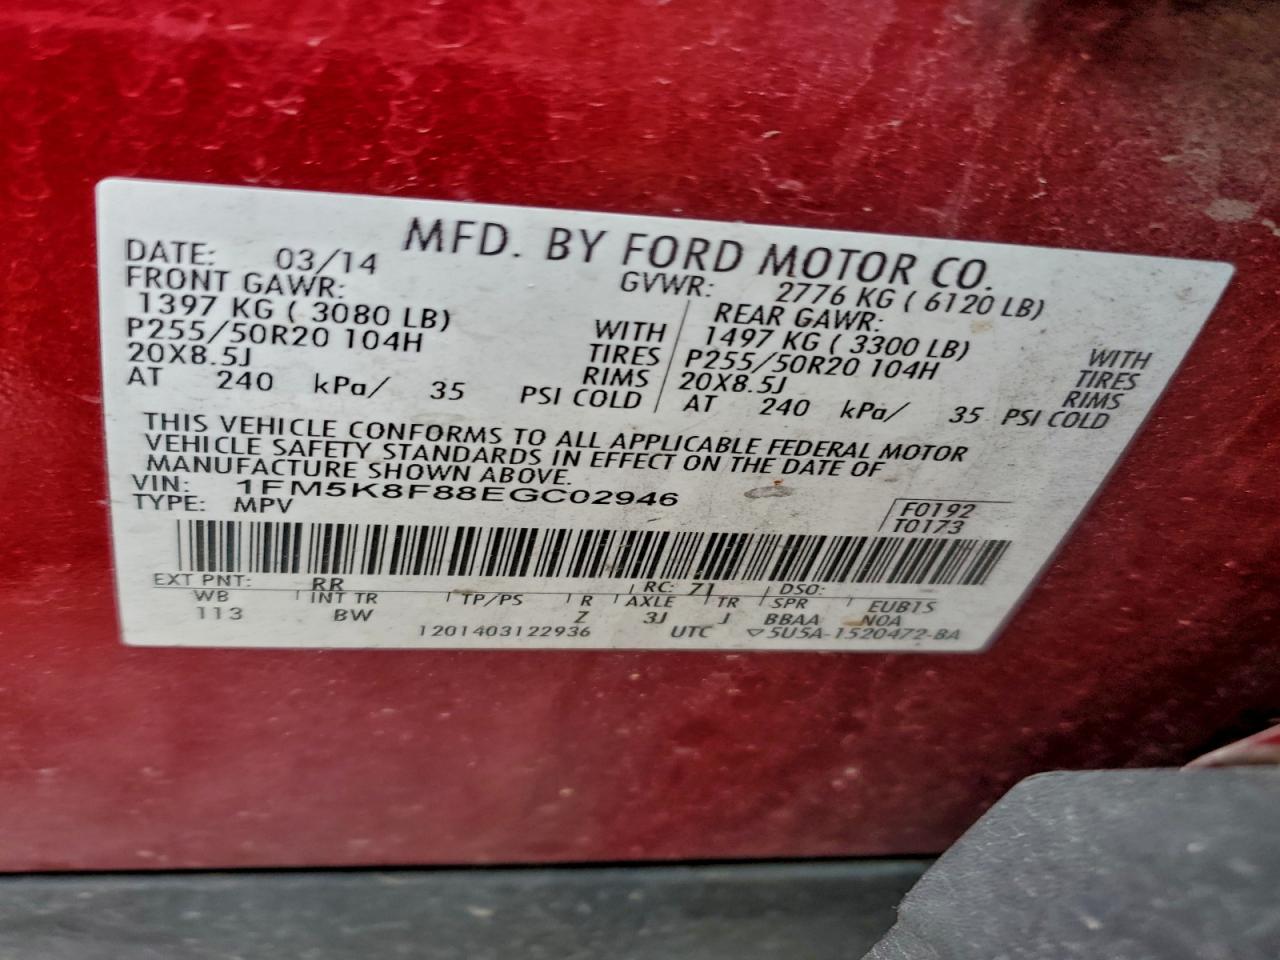 MFD. BY FORD MOTOR CO.
DATE: 03/14 GVWR: 2776 KG ( 6120 LB)
FRONT GAWR: REAR GAWR:
1397 KG ( 3080 LB) WITH 1497 KG ( 3300 LB) WITH
P255/50R20 104H TIRES P255/50R20 104H TIRES
20X8.5J RIMS 20X8.5J RIMS
AT 240 kPa/ 35 PSI COLD AT 240 kPa/ 35 PSI COLD
THIS VEHICLE CONFORMS TO ALL APPLICABLE FEDERAL MOTOR
VEHICLE SAFETY STANDARDS IN EFFECT ON THE DATE OF
MANUFACTURE SHOWN ABOVE.
VIN: 1FM5K8F88EGC02946 F0192
TYPE: MPV T0173
EXT PNT: RR RC: 71 DSO:
WB INT TR TP/PS R AXLE TR SPR EUB1S
113 BW Z 3J J BBAA N0A
1201403122936 UTC ▽5U5A-1520472-BA